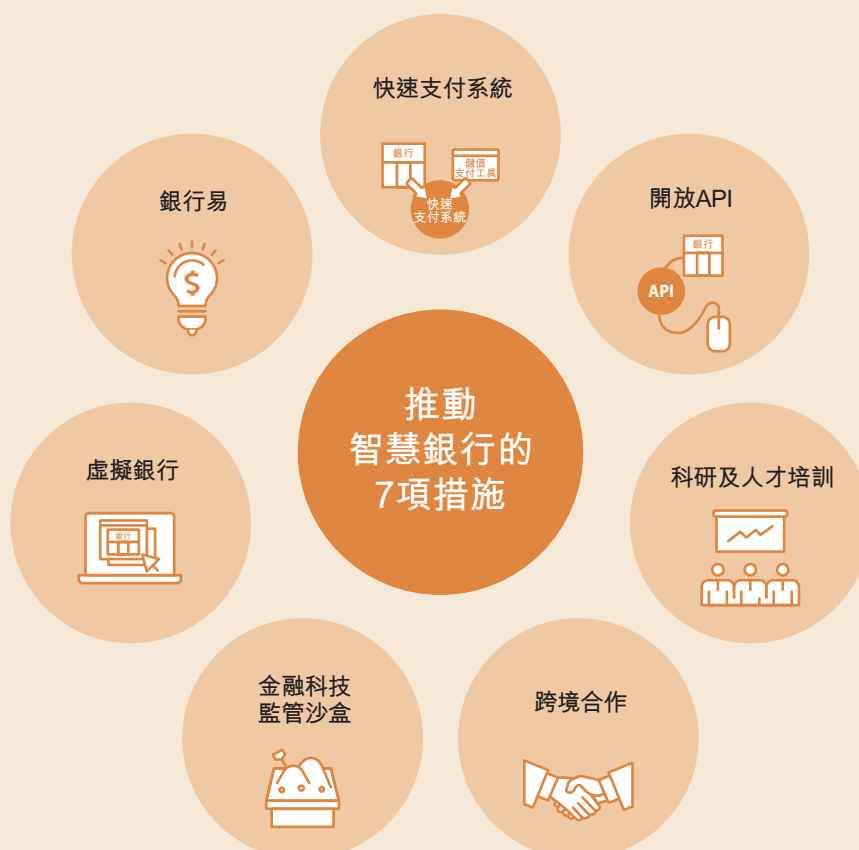 快速支付系統
銀行
儲值
支付工具
快速
支付系統
銀行易
$
開放API
銀行
API
推動
智慧銀行的
7項措施
虛擬銀行
銀行
科研及人才培訓
金融科技
監管沙盒
跨境合作